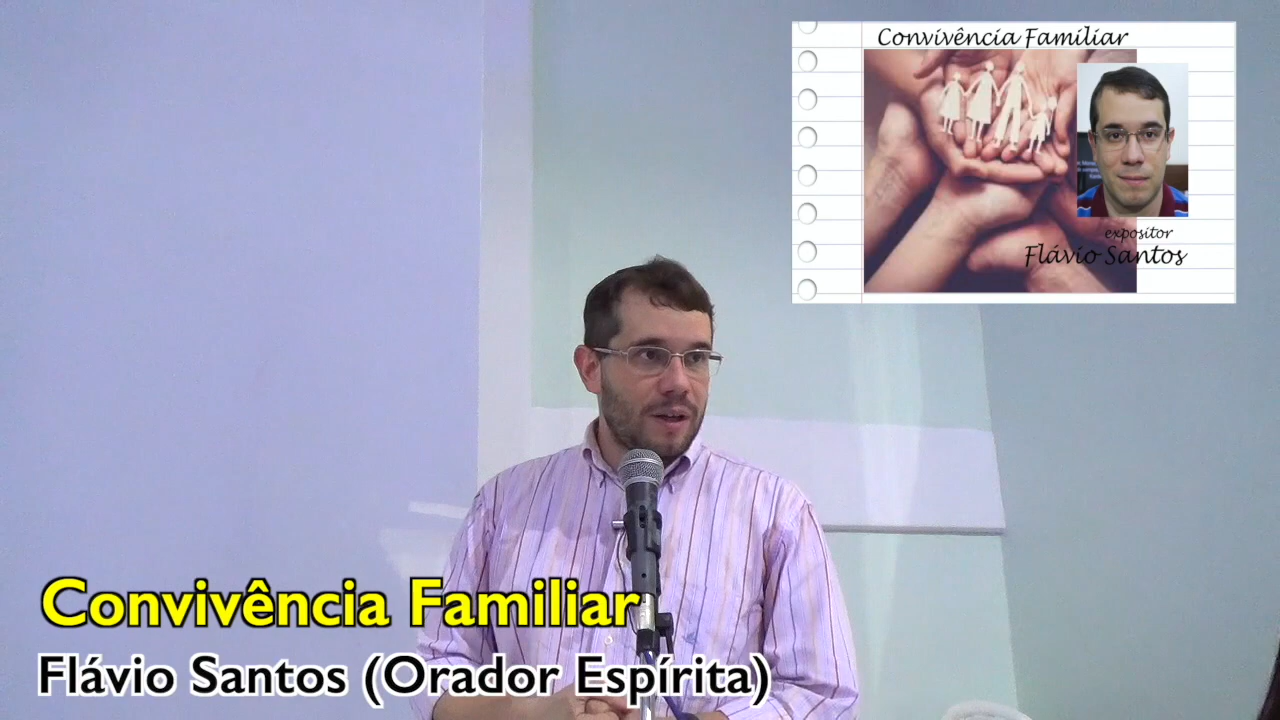 Convivência Familiar
expositor
Flávio Santos
Convivência Familiar
Flávio Santos (Orador Espírita)